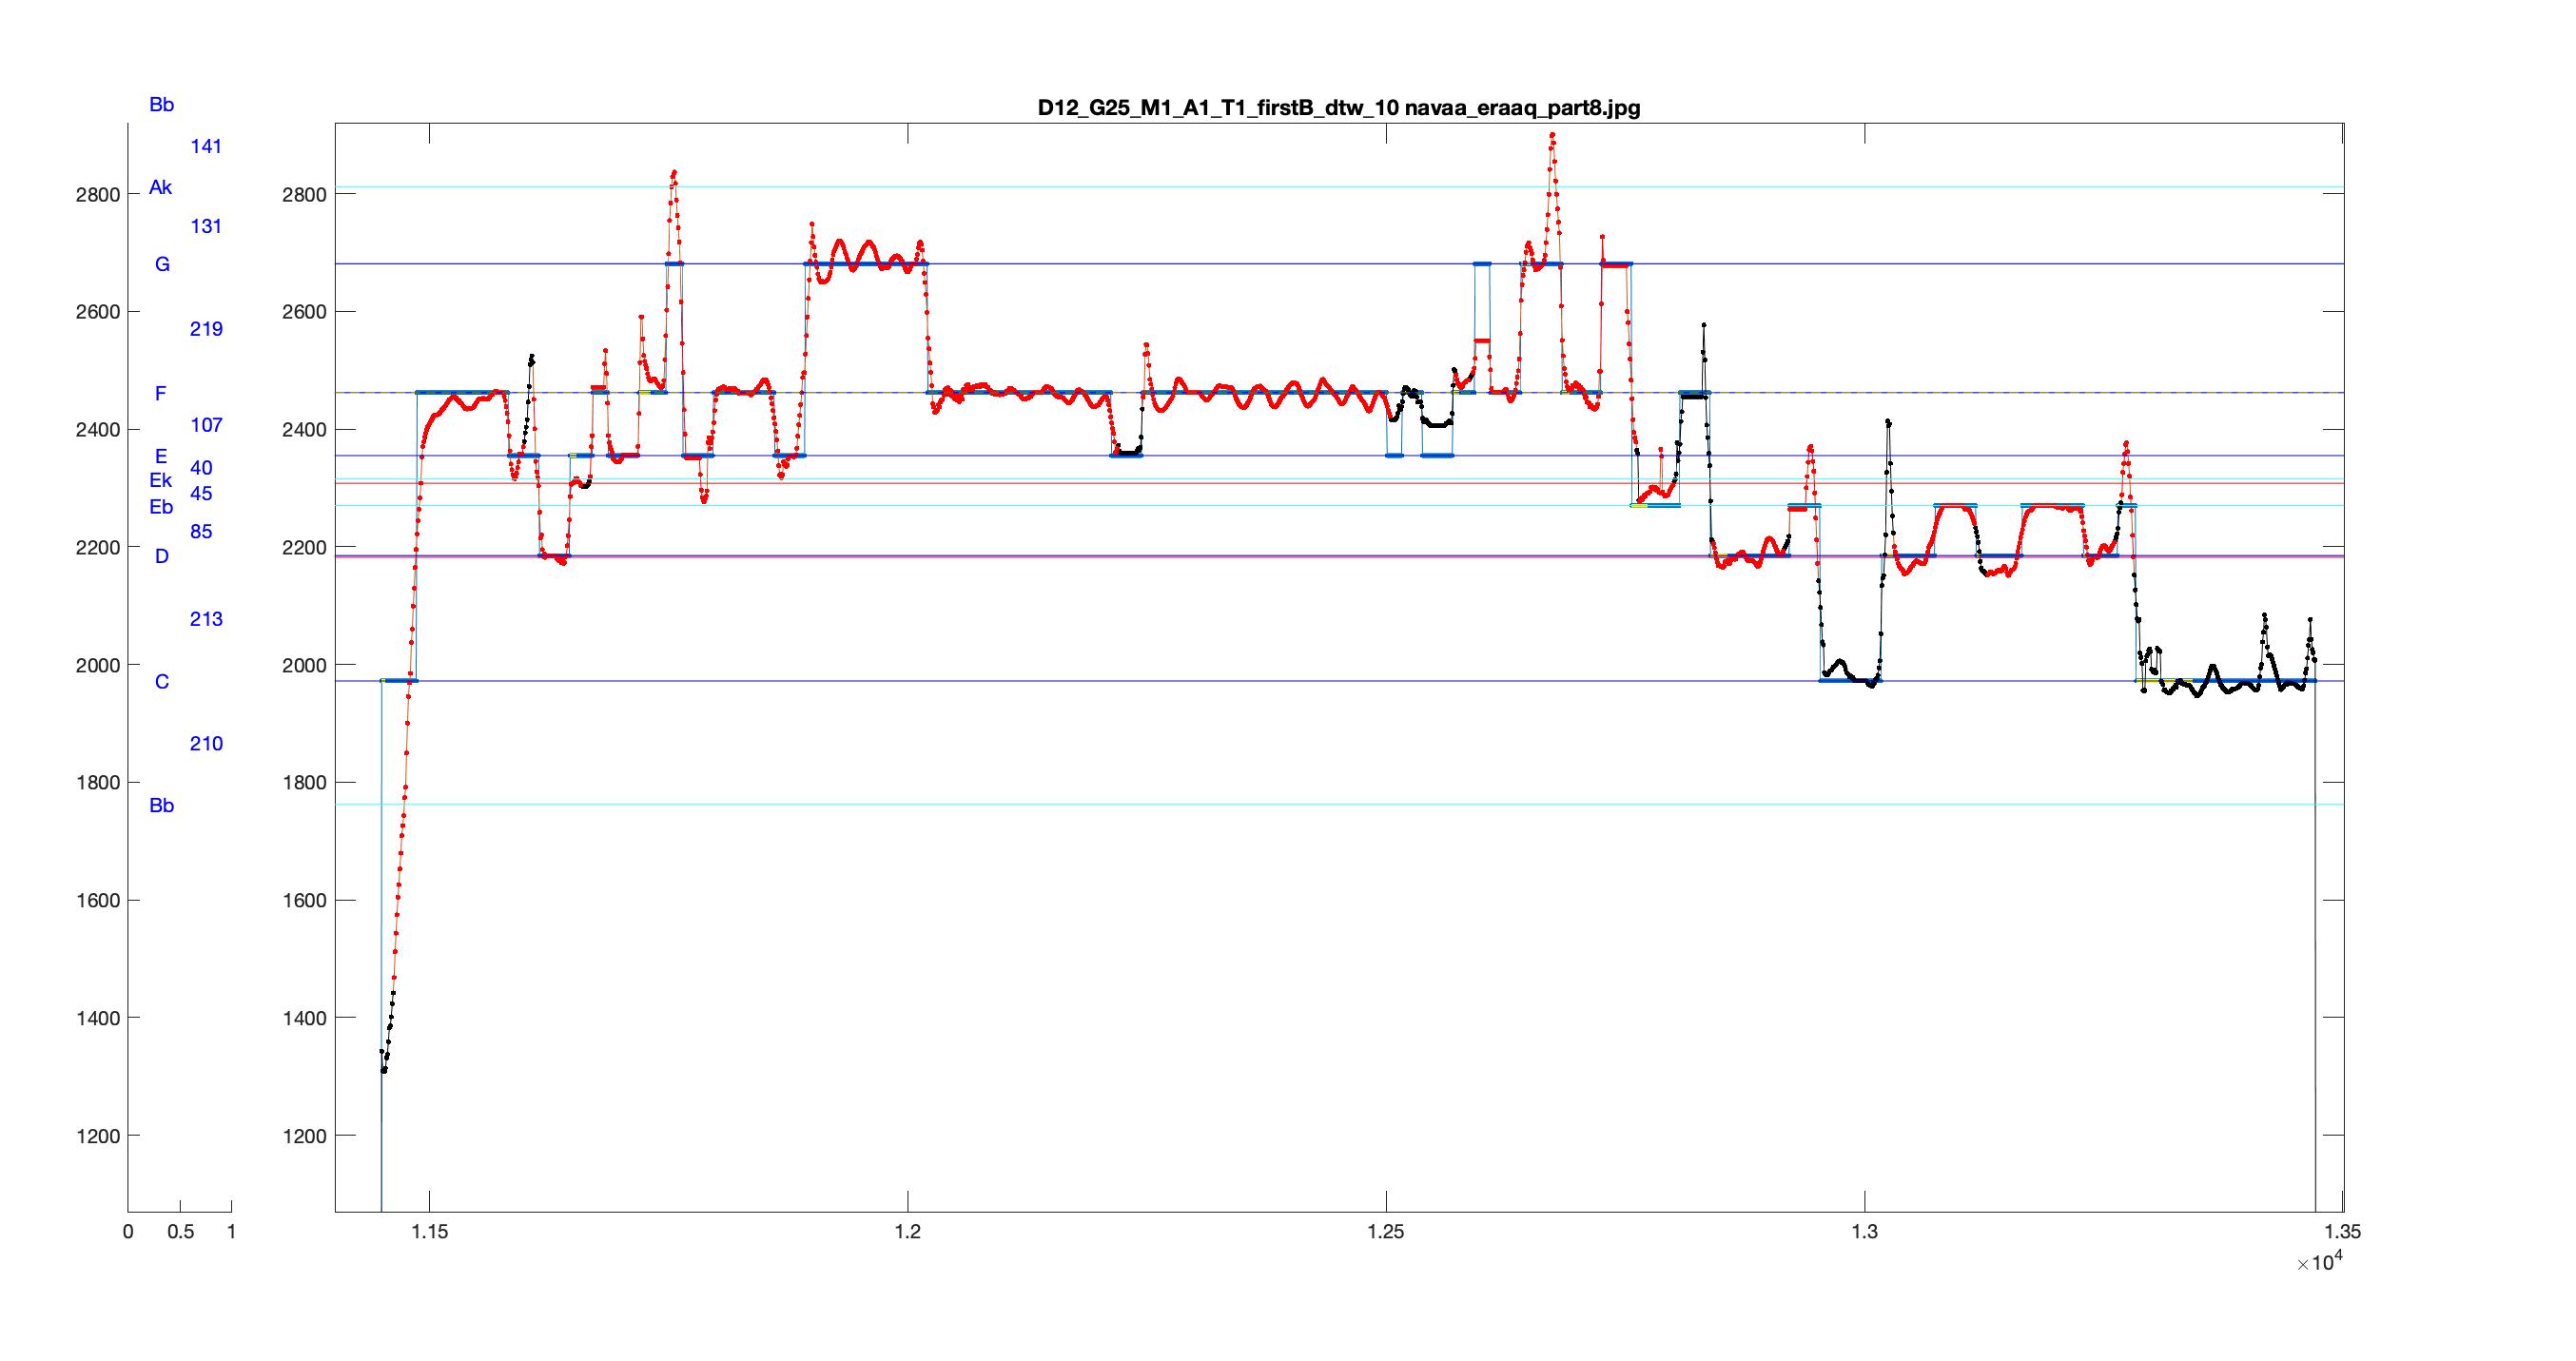 D12_G25_M1_A1_T1_firstB_dtw_10 navaa_eraaq_part8.jpg
Bb
141
Ak
131
G
219
F
107
E
40
Ek
45
Eb
85
D
213
C
210
Bb
2800
2600
2400
2200
2000
1800
1600
1400
1200
0 0.5 1
2800
2600
2400
2200
2000
1800
1600
1400
1200
1.15 1.2 1.25 1.3 1.35
×10⁴